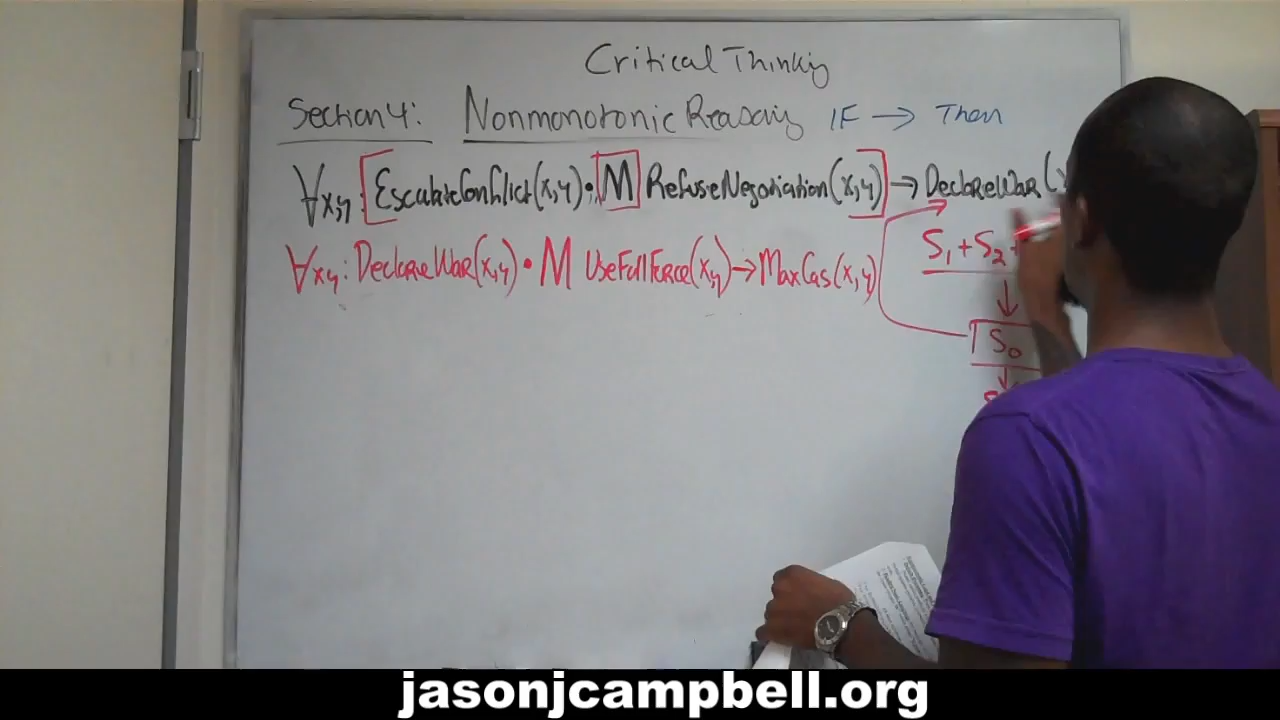 Critical Thinking
Section 4: Nonmonotonic Reasoning IF → Then
∀x,y [EscalateConflict(x,y) • M RefuseNegotiation(x,y)] → DeclareWar(
∀x,y : DeclareWar(x,y) • M UseFullForce(x,y) → MaxCas(x,y)
S₁ + S₂ +
↓
S₀
↓
jasonjcampbell.org